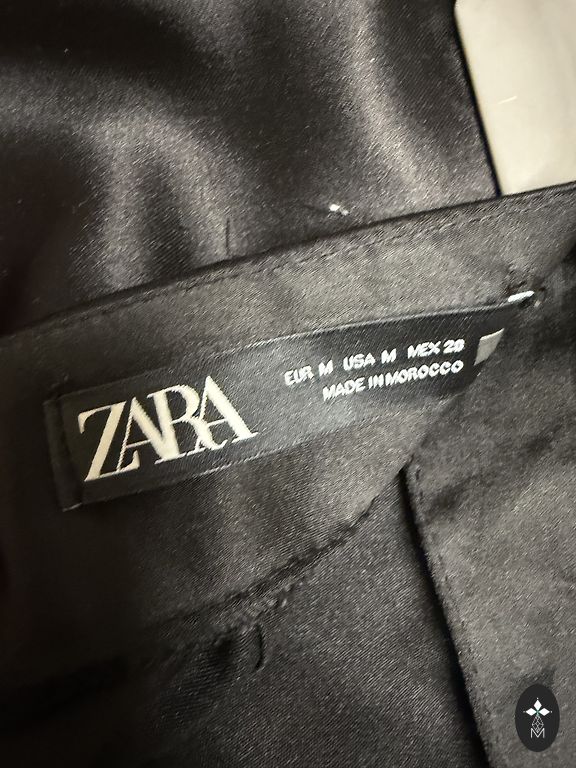 ZARA
EUR M USA M MEX 28
MADE IN MOROCCO
M